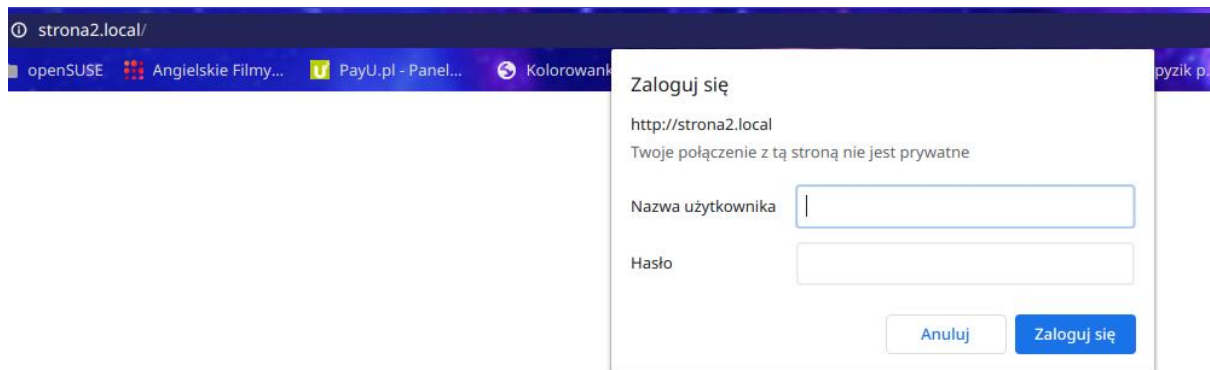 strona2.local/
openSUSE Angielskie Filmy... PayU.pl - Panel... Kolorowank pyzik p.
Zaloguj się
http://strona2.local
Twoje połączenie z tą stroną nie jest prywatne
Nazwa użytkownika
Hasło
Anuluj Zaloguj się